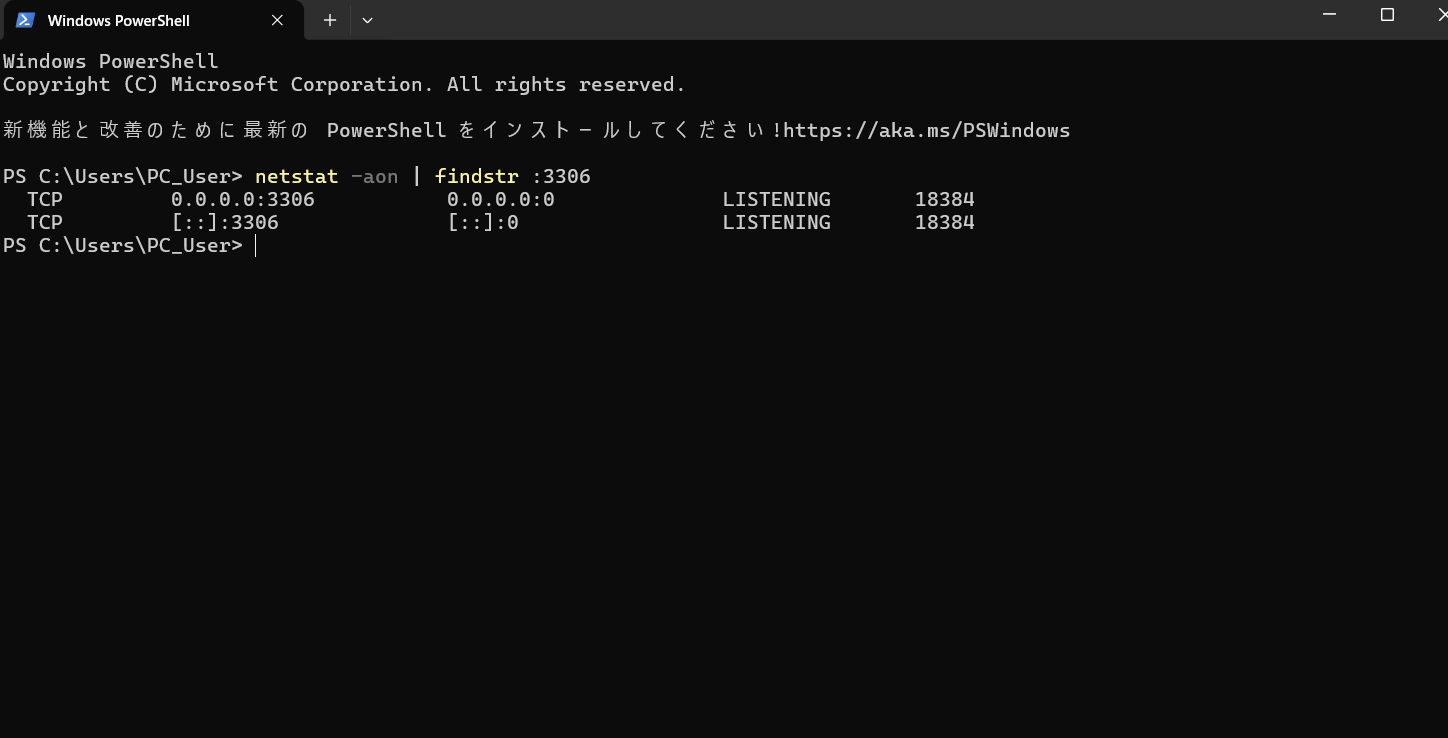 Windows PowerShell
Windows PowerShell
Copyright (C) Microsoft Corporation. All rights reserved.
新機能と改善のために最新の PowerShell をインストールしてください!https://aka.ms/PSWindows
PS C:\Users\PC_User> netstat -aon | findstr :3306
  TCP         0.0.0.0:3306           0.0.0.0:0              LISTENING       18384
  TCP         [::]:3306              [::]:0                 LISTENING       18384
PS C:\Users\PC_User>